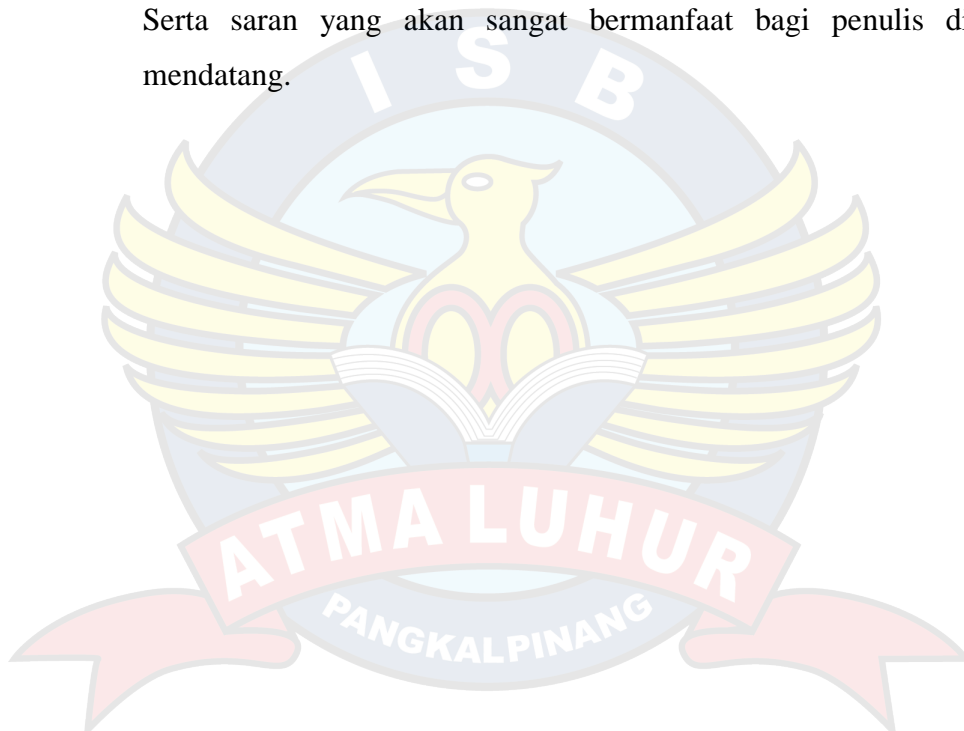 Serta saran yang akan sangat bermanfaat bagi penulis di
mendatang.
I S B
ATMA LUHUR
PANGKALPINANG